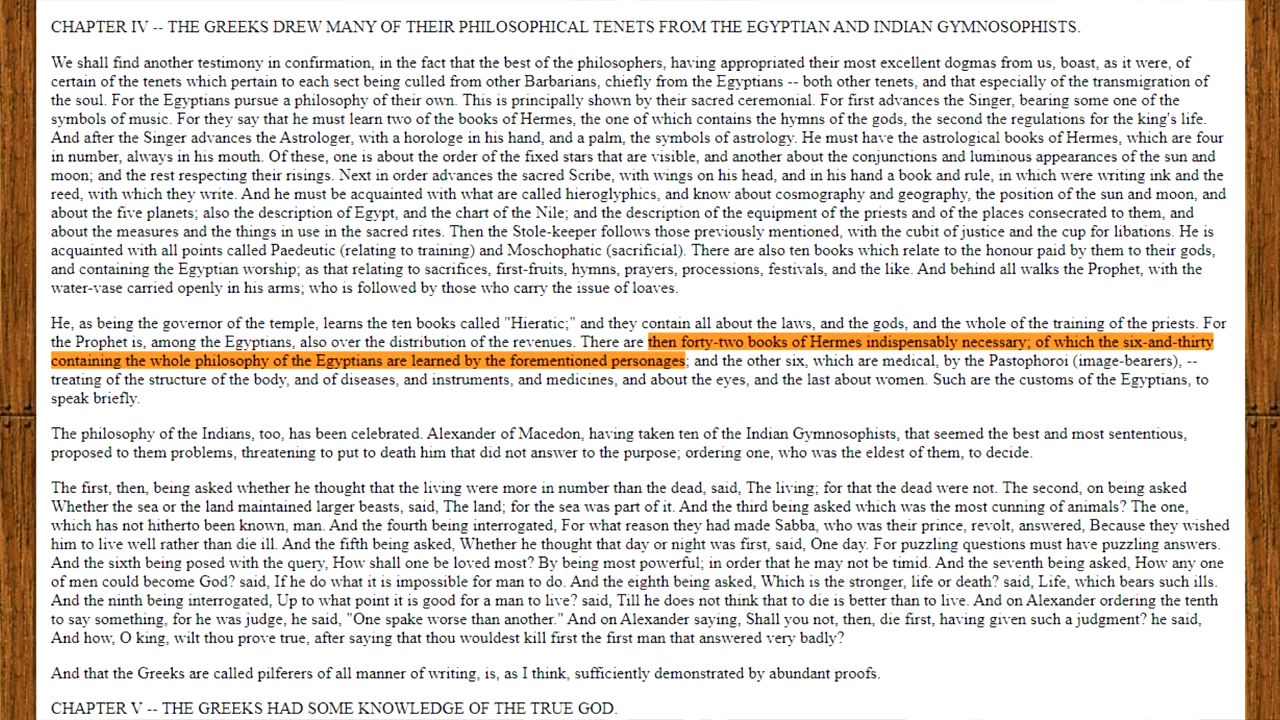 CHAPTER IV -- THE GREEKS DREW MANY OF THEIR PHILOSOPHICAL TENETS FROM THE EGYPTIAN AND INDIAN GYMNOSOPHISTS.
We shall find another testimony in confirmation, in the fact that the best of the philosophers, having appropriated their most excellent dogmas from us, boast, as it were, of
certain of the tenets which pertain to each sect being culled from other Barbarians, chiefly from the Egyptians -- both other tenets, and that especially of the transmigration of
the soul. For the Egyptians pursue a philosophy of their own. This is principally shown by their sacred ceremonial. For first advances the Singer, bearing some one of the
symbols of music. For they say that he must learn two of the books of Hermes, the one of which contains the hymns of the gods, the second the regulations for the king's life.
And after the Singer advances the Astrologer, with a horologe in his hand, and a palm, the symbols of astrology. He must have the astrological books of Hermes, which are four
in number, always in his mouth. Of these, one is about the order of the fixed stars that are visible, and another about the conjunctions and luminous appearances of the sun and
moon; and the rest respecting their risings. Next in order advances the sacred Scribe, with wings on his head, and in his hand a book and rule, in which were writing ink and the
reed, with which they write. And he must be acquainted with what are called hieroglyphics, and know about cosmography and geography, the position of the sun and moon, and
about the five planets; also the description of Egypt, and the chart of the Nile; and the description of the equipment of the priests and of the places consecrated to them, and
about the measures and the things in use in the sacred rites. Then the Stole-keeper follows those previously mentioned, with the cubit of justice and the cup for libations. He is
acquainted with all points called Paedeutic (relating to training) and Moschophatic (sacrificial). There are also ten books which relate to the honour paid by them to their gods,
and containing the Egyptian worship; as that relating to sacrifices, first-fruits, hymns, prayers, processions, festivals, and the like. And behind all walks the Prophet, with the
water-vase carried openly in his arms; who is followed by those who carry the issue of loaves.
He, as being the governor of the temple, learns the ten books called "Hieratic;" and they contain all about the laws, and the gods, and the whole of the training of the priests. For
the Prophet is, among the Egyptians, also over the distribution of the revenues. There are then forty-two books of Hermes indispensably necessary; of which the six-and-thirty
containing the whole philosophy of the Egyptians are learned by the forementioned personages; and the other six, which are medical, by the Pastophoroi (image-bearers), --
treating of the structure of the body, and of diseases, and instruments, and medicines, and about the eyes, and the last about women. Such are the customs of the Egyptians, to
speak briefly.
The philosophy of the Indians, too, has been celebrated. Alexander of Macedon, having taken ten of the Indian Gymnosophists, that seemed the best and most sententious,
proposed to them problems, threatening to put to death him that did not answer to the purpose; ordering one, who was the eldest of them, to decide.
The first, then, being asked whether he thought that the living were more in number than the dead, said, The living; for that the dead were not. The second, on being asked
Whether the sea or the land maintained larger beasts, said, The land; for the sea was part of it. And the third being asked which was the most cunning of animals? The one,
which has not hitherto been known, man. And the fourth being interrogated, For what reason they had made Sabba, who was their prince, revolt, answered, Because they wished
him to live well rather than die ill. And the fifth being asked, Whether he thought that day or night was first, said, One day. For puzzling questions must have puzzling answers.
And the sixth being posed with the query, How shall one be loved most? By being most powerful; in order that he may not be timid. And the seventh being asked, How any one
of men could become God? said, If he do what it is impossible for man to do. And the eighth being asked, Which is the stronger, life or death? said, Life, which bears such ills.
And the ninth being interrogated, Up to what point it is good for a man to live? said, Till he does not think that to die is better than to live. And on Alexander ordering the tenth
to say something, for he was judge, he said, "One spake worse than another." And on Alexander saying, Shall you not, then, die first, having given such a judgment? he said,
And how, O king, wilt thou prove true, after saying that thou wouldest kill first the first man that answered very badly?
And that the Greeks are called pilferers of all manner of writing, is, as I think, sufficiently demonstrated by abundant proofs.
CHAPTER V -- THE GREEKS HAD SOME KNOWLEDGE OF THE TRUE GOD.